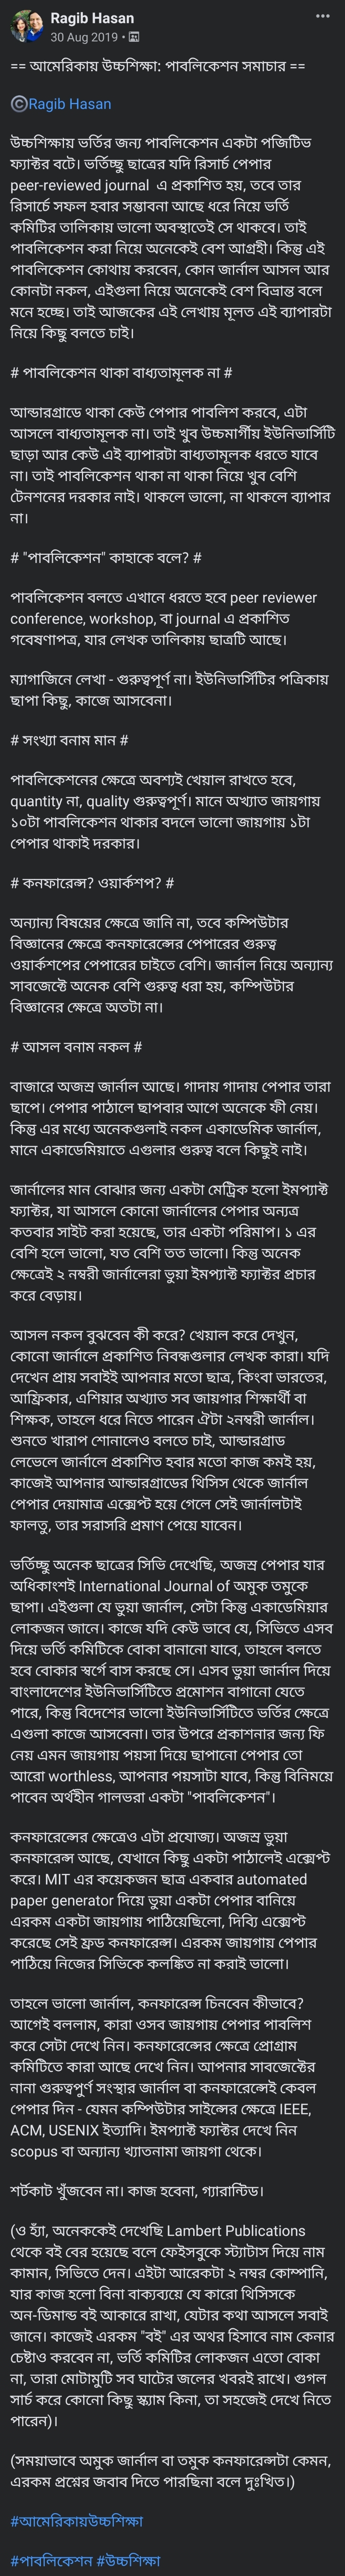 Ragib Hasan
30 Aug 2019
== আমেরিকায় উচ্চশিক্ষা: পাবলিকেশন সমাচার ==
©Ragib Hasan
উচ্চশিক্ষায় ভর্তির জন্য পাবলিকেশন একটা পজিটিভ
ফ্যাক্টর বটে। ভর্তিচ্ছু ছাত্রের যদি রিসার্চ পেপার
peer-reviewed journal এ প্রকাশিত হয়, তবে তার
রিসার্চে সফল হবার সম্ভাবনা আছে ধরে নিয়ে ভর্তি
কমিটির তালিকায় ভালো অবস্থাতেই সে থাকবে। তাই
পাবলিকেশন করা নিয়ে অনেকেই বেশ আগ্রহী। কিন্তু এই
পাবলিকেশন কোথায় করবেন, কোন জার্নাল আসল আর
কোনটা নকল, এইগুলা নিয়ে অনেকেই বেশ বিভ্রান্ত বলে
মনে হচ্ছে। তাই আজকের এই লেখায় মূলত এই ব্যাপারটা
নিয়ে কিছু বলতে চাই।
# পাবলিকেশন থাকা বাধ্যতামূলক না #
আন্ডারগ্রাডে থাকা কেউ পেপার পাবলিশ করবে, এটা
আসলে বাধ্যতামূলক না। তাই খুব উচ্চমার্গীয় ইউনিভার্সিটি
ছাড়া আর কেউ এই ব্যাপারটা বাধ্যতামূলক ধরতে যাবে
না। তাই পাবলিকেশন থাকা না থাকা নিয়ে খুব বেশি
টেনশনের দরকার নাই। থাকলে ভালো, না থাকলে ব্যাপার
না।
# "পাবলিকেশন" কাহাকে বলে? #
পাবলিকেশন বলতে এখানে ধরতে হবে peer reviewer
conference, workshop, বা journal এ প্রকাশিত
গবেষণাপত্র, যার লেখক তালিকায় ছাত্রটি আছে।
ম্যাগাজিনে লেখা - গুরুত্বপূর্ণ না। ইউনিভার্সিটির পত্রিকায়
ছাপা কিছু, কাজে আসবেনা।
# সংখ্যা বনাম মান #
পাবলিকেশনের ক্ষেত্রে অবশ্যই খেয়াল রাখতে হবে,
quantity না, quality গুরুত্বপূর্ণ। মানে অখ্যাত জায়গায়
১০টা পাবলিকেশন থাকার বদলে ভালো জায়গায় ১টা
পেপার থাকাই দরকার।
# কনফারেন্স? ওয়ার্কশপ? #
অন্যান্য বিষয়ের ক্ষেত্রে জানি না, তবে কম্পিউটার
বিজ্ঞানের ক্ষেত্রে কনফারেন্সের পেপারের গুরুত্ব
ওয়ার্কশপের পেপারের চাইতে বেশি। জার্নাল নিয়ে অন্যান্য
সাবজেক্টে অনেক বেশি গুরুত্ব ধরা হয়, কম্পিউটার
বিজ্ঞানের ক্ষেত্রে অতটা না।
# আসল বনাম নকল #
বাজারে অজস্র জার্নাল আছে। গাদায় গাদায় পেপার তারা
ছাপে। পেপার পাঠালে ছাপবার আগে অনেকে ফী নেয়।
কিন্তু এর মধ্যে অনেকগুলাই নকল একাডেমিক জার্নাল,
মানে একাডেমিয়াতে এগুলার গুরুত্ব বলে কিছুই নাই।
জার্নালের মান বোঝার জন্য একটা মেট্রিক হলো ইমপ্যাক্ট
ফ্যাক্টর, যা আসলে কোনো জার্নালের পেপার অন্যত্র
কতবার সাইট করা হয়েছে, তার একটা পরিমাপ। ১ এর
বেশি হলে ভালো, যত বেশি তত ভালো। কিন্তু অনেক
ক্ষেত্রেই ২ নম্বরী জার্নালেরা ভুয়া ইমপ্যাক্ট ফ্যাক্টর প্রচার
করে বেড়ায়।
আসল নকল বুঝবেন কী করে? খেয়াল করে দেখুন,
কোনো জার্নালে প্রকাশিত নিবন্ধগুলার লেখক কারা। যদি
দেখেন প্রায় সবাইই আপনার মতো ছাত্র, কিংবা ভারতের,
আফ্রিকার, এশিয়ার অখ্যাত সব জায়গার শিক্ষার্থী বা
শিক্ষক, তাহলে ধরে নিতে পারেন ঐটা ২নম্বরী জার্নাল।
শুনতে খারাপ শোনালেও বলতে চাই, আন্ডারগ্রাড
লেভেলে জার্নালে প্রকাশিত হবার মতো কাজ কমই হয়,
কাজেই আপনার আন্ডারগ্রাডের থিসিস থেকে জার্নাল
পেপার দেয়ামাত্র এক্সেপ্ট হয়ে গেলে সেই জার্নালটাই
ফালতু, তার সরাসরি প্রমাণ পেয়ে যাবেন।
ভর্তিচ্ছু অনেক ছাত্রের সিভি দেখেছি, অজস্র পেপার যার
অধিকাংশই International Journal of অমুক তমুকে
ছাপা। এইগুলা যে ভুয়া জার্নাল, সেটা কিন্তু একাডেমিয়ার
লোকজন জানে। কাজে যদি কেউ ভাবে যে, সিভিতে এসব
দিয়ে ভর্তি কমিটিকে বোকা বানানো যাবে, তাহলে বলতে
হবে বোকার স্বর্গে বাস করছে সে। এসব ভুয়া জার্নাল দিয়ে
বাংলাদেশের ইউনিভার্সিটিতে প্রমোশন বাগানো যেতে
পারে, কিন্তু বিদেশের ভালো ইউনিভার্সিটিতে ভর্তির ক্ষেত্রে
এগুলা কাজে আসবেনা। তার উপরে প্রকাশনার জন্য ফি
নেয় এমন জায়গায় পয়সা দিয়ে ছাপানো পেপার তো
আরো worthless, আপনার পয়সাটা যাবে, কিন্তু বিনিময়ে
পাবেন অর্থহীন গালভরা একটা "পাবলিকেশন"।
কনফারেন্সের ক্ষেত্রেও এটা প্রযোজ্য। অজস্র ভুয়া
কনফারেন্স আছে, যেখানে কিছু একটা পাঠালেই এক্সেপ্ট
করে। MIT এর কয়েকজন ছাত্র একবার automated
paper generator দিয়ে ভুয়া একটা পেপার বানিয়ে
এরকম একটা জায়গায় পাঠিয়েছিলো, দিব্যি এক্সেপ্ট
করেছে সেই ফ্রড কনফারেন্স। এরকম জায়গায় পেপার
পাঠিয়ে নিজের সিভিকে কলঙ্কিত না করাই ভালো।
তাহলে ভালো জার্নাল, কনফারেন্স চিনবেন কীভাবে?
আগেই বললাম, কারা ওসব জায়গায় পেপার পাবলিশ
করে সেটা দেখে নিন। কনফারেন্সের ক্ষেত্রে প্রোগ্রাম
কমিটিতে কারা আছে দেখে নিন। আপনার সাবজেক্টের
নানা গুরুত্বপুর্ণ সংস্থার জার্নাল বা কনফারেন্সেই কেবল
পেপার দিন - যেমন কম্পিউটার সাইন্সের ক্ষেত্রে IEEE,
ACM, USENIX ইত্যাদি। ইমপ্যাক্ট ফ্যাক্টর দেখে নিন
scopus বা অন্যান্য খ্যাতনামা জায়গা থেকে।
শর্টকাট খুঁজবেন না। কাজ হবেনা, গ্যারান্টিড।
(ও হ্যাঁ, অনেককেই দেখেছি Lambert Publications
থেকে বই বের হয়েছে বলে ফেইসবুকে স্ট্যাটাস দিয়ে নাম
কামান, সিভিতে দেন। এইটা আরেকটা ২ নম্বর কোম্পানি,
যার কাজ হলো বিনা বাক্যব্যয়ে যে কারো থিসিসকে
অন-ডিমান্ড বই আকারে রাখা, যেটার কথা আসলে সবাই
জানে। কাজেই এরকম "বই" এর অথর হিসাবে নাম কেনার
চেষ্টাও করবেন না, ভর্তি কমিটির লোকজন এতো বোকা
না, তারা মোটামুটি সব ঘাটের জলের খবরই রাখে। গুগল
সার্চ করে কোনো কিছু স্ক্যাম কিনা, তা সহজেই দেখে নিতে
পারেন)।
(সময়াভাবে অমুক জার্নাল বা তমুক কনফারেন্সটা কেমন,
এরকম প্রশ্নের জবাব দিতে পারছিনা বলে দুঃখিত।)
#আমেরিকায়উচ্চশিক্ষা
#পাবলিকেশন #উচ্চশিক্ষা